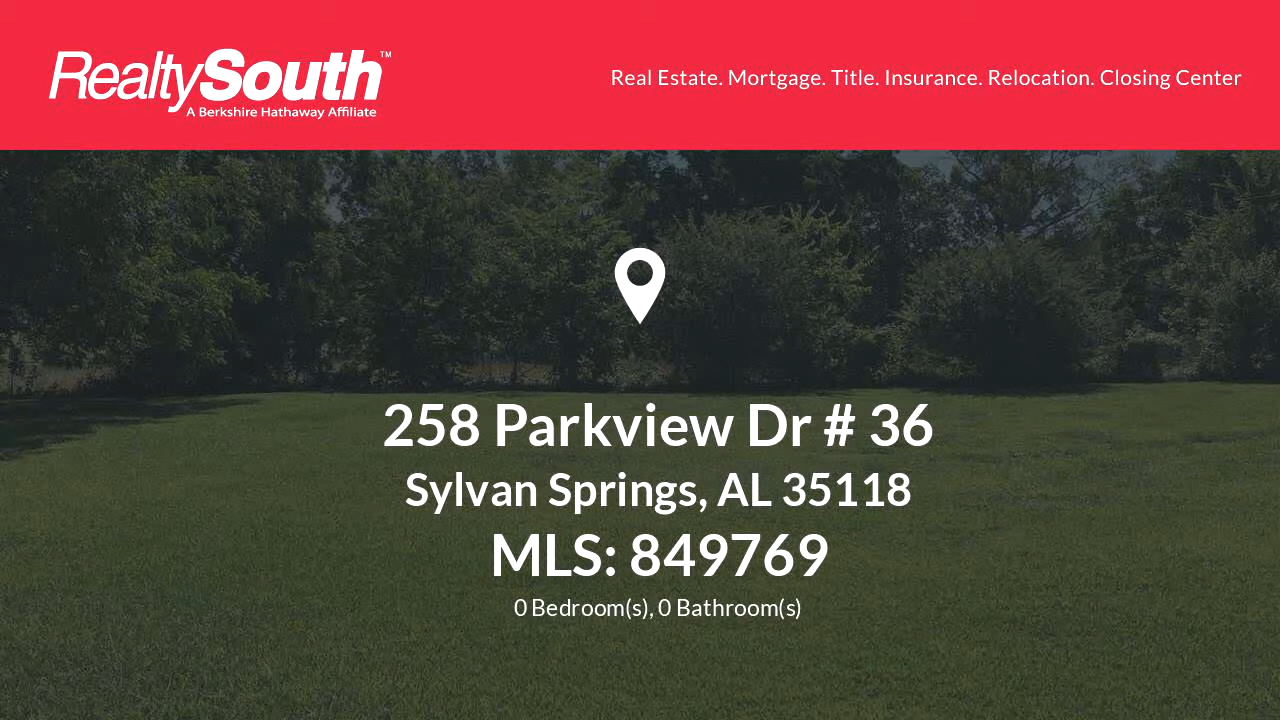 RealtySouth™
A Berkshire Hathaway Affiliate
Real Estate. Mortgage. Title. Insurance. Relocation. Closing Center
258 Parkview Dr # 36
Sylvan Springs, AL 35118
MLS: 849769
0 Bedroom(s), 0 Bathroom(s)